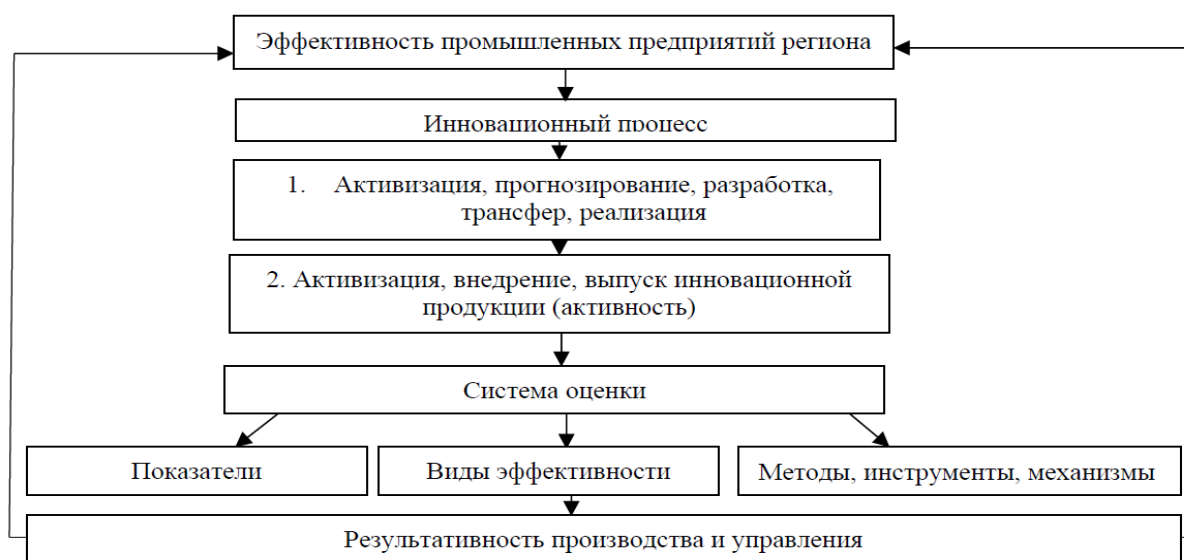 Эффективность промышленных предприятий региона
Инновационный процесс
1. Активизация, прогнозирование, разработка,
трансфер, реализация
2. Активизация, внедрение, выпуск инновационной
продукции (активность)
Система оценки
Показатели
Виды эффективности
Методы, инструменты, механизмы
Результативность производства и управления